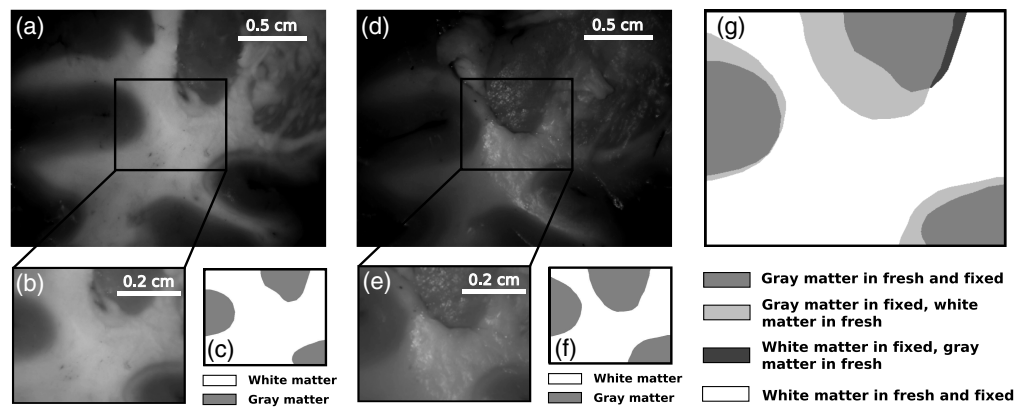 (a)
0.5 cm
(d)
0.5 cm
(g)
(b)
0.2 cm
(c)
White matter
Gray matter
(e)
0.2 cm
(f)
White matter
Gray matter
Gray matter in fresh and fixed
Gray matter in fixed, white
matter in fresh
White matter in fixed, gray
matter in fresh
White matter in fresh and fixed